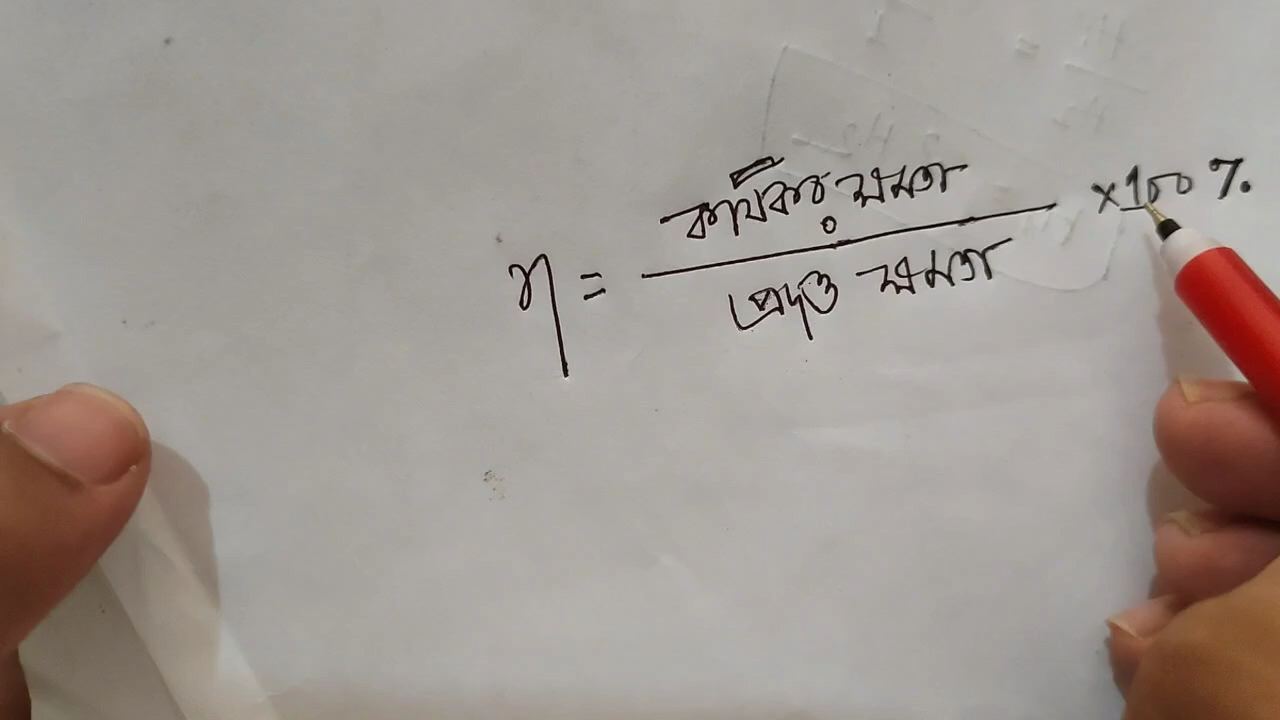 কার্যকর ক্ষমতা
η = ×100 %
প্রদত্ত ক্ষমতা